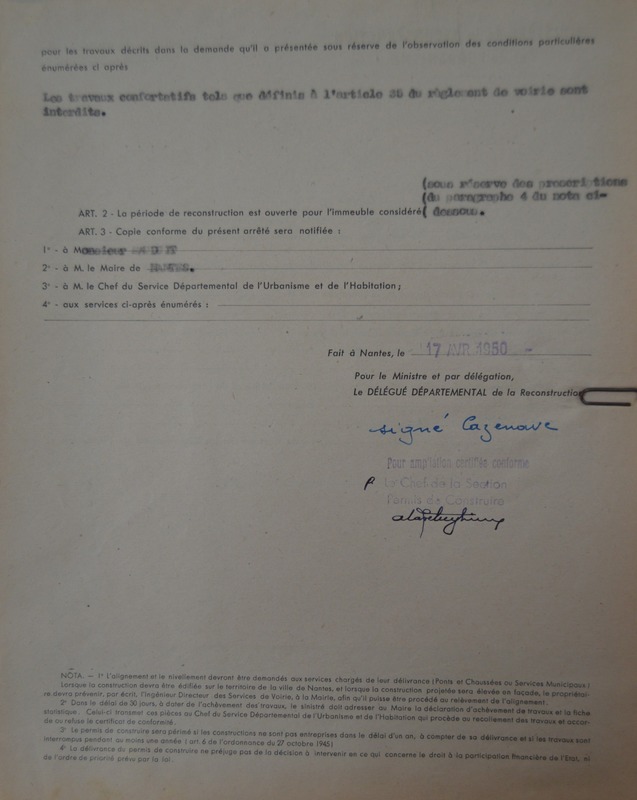 pour les travaux décrits dans la demande qu'il a présentée sous réserve de l'observation des conditions particulières
énumérées ci après
Les travaux confortatifs tels que définis à l'article 36 du règlement de voirie sont
interdits.
(sous réserve des prescriptions
(du paragraphe 4 du nota ci-
ART. 2 - La période de reconstruction est ouverte pour l'immeuble considéré ( dessous.
ART. 3 - Copie conforme du présent arrêté sera notifiée :
1° - à Monsieur
2° - à M. le Maire de NANTES.
3° - à M. le Chef du Service Départemental de l'Urbanisme et de l'Habitation ;
4° - aux services ci-après énumérés :
Fait à Nantes, le 17 AVR 1950 -
Pour le Ministre et par délégation,
Le DÉLÉGUÉ DÉPARTEMENTAL de la Reconstruction
signé Cazenave
Pour ampliation certifiée conforme
P Le Chef de la Section
Permis de Construire
NOTA. — 1° L'alignement et le nivellement devront être demandés aux services chargés de leur délivrance (Ponts et Chaussées ou Services Municipaux)
Lorsque la construction devra être édifiée sur le territoire de la ville de Nantes, et lorsque la construction projetée sera élevée en façade, le propriétai-
re devra prévenir, par écrit, l'ingénieur Directeur des Services de Voirie, à la Mairie, afin qu'il puisse être procédé au relèvement de l'alignement.
2° Dans le délai de 30 jours, à dater de l'achèvement des travaux, le sinistré doit adresser au Maire la déclaration d'achèvement de travaux et la fiche
statistique. Celui-ci transmet ces pièces au Chef du Service Départemental de l'Urbanisme et de l'Habitation qui procède au recollement des travaux et accor-
de ou refuse le certificat de conformité.
3° Le permis de construire sera périmé si les constructions ne sont pas entreprises dans le délai d'un an, à compter de sa délivrance et si les travaux sont
interrompus pendant au moins une année (art. 6 de l'ordonnance du 27 octobre 1945)
4° La délivrance du permis de construire ne préjuge pas de la décision à intervenir en ce qui concerne le droit à la participation financière de l'Etat, ni
de l'ordre de priorité prévu par la loi.